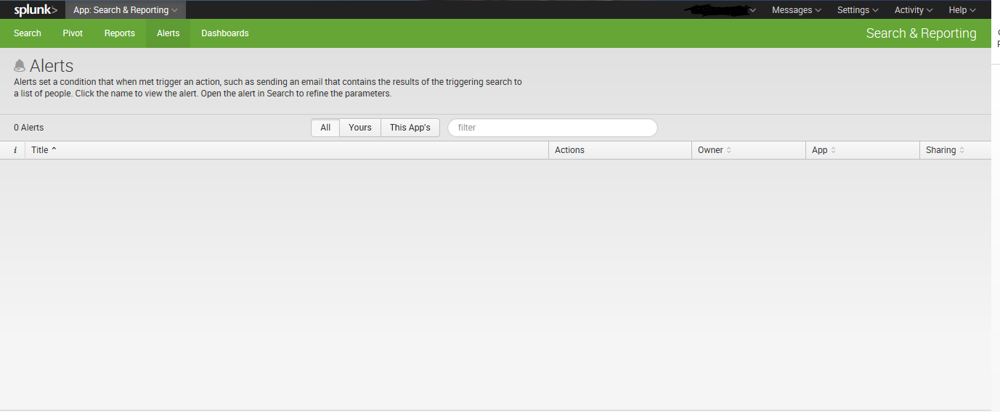 splunk> App: Search & Reporting Messages Settings Activity Help
Search Pivot Reports Alerts Dashboards Search & Reporting
Alerts
Alerts set a condition that when met trigger an action, such as sending an email that contains the results of the triggering search to
a list of people. Click the name to view the alert. Open the alert in Search to refine the parameters.
0 Alerts All Yours This App's filter
i Title Actions Owner App Sharing